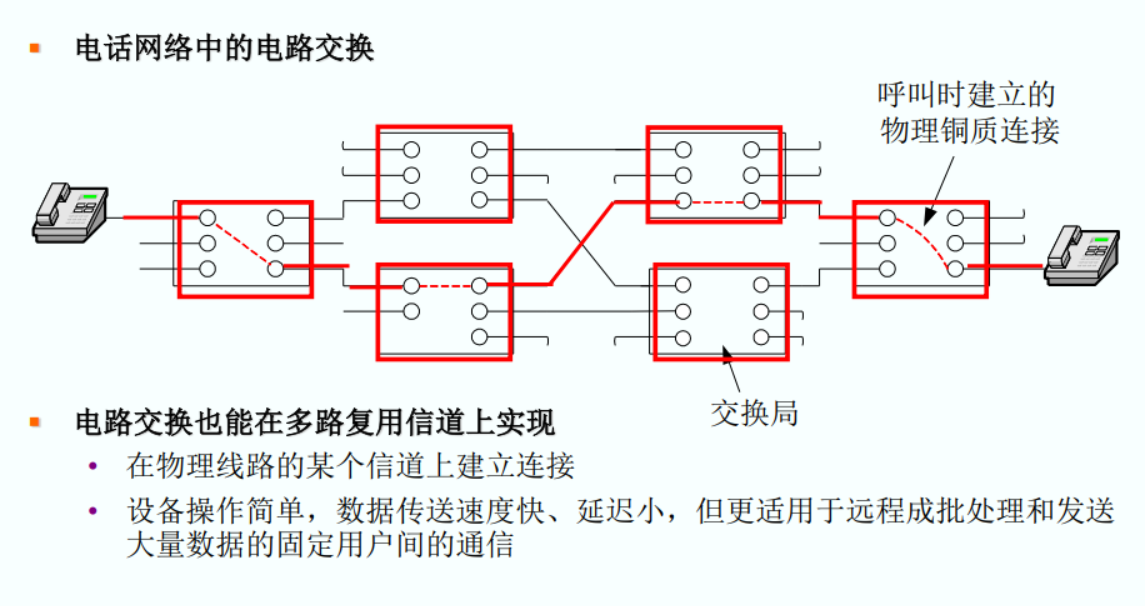 电话网络中的电路交换
呼叫时建立的
物理铜质连接
交换局
电路交换也能在多路复用信道上实现
在物理线路的某个信道上建立连接
设备操作简单，数据传送速度快、延迟小，但更适用于远程成批处理和发送
大量数据的固定用户间的通信